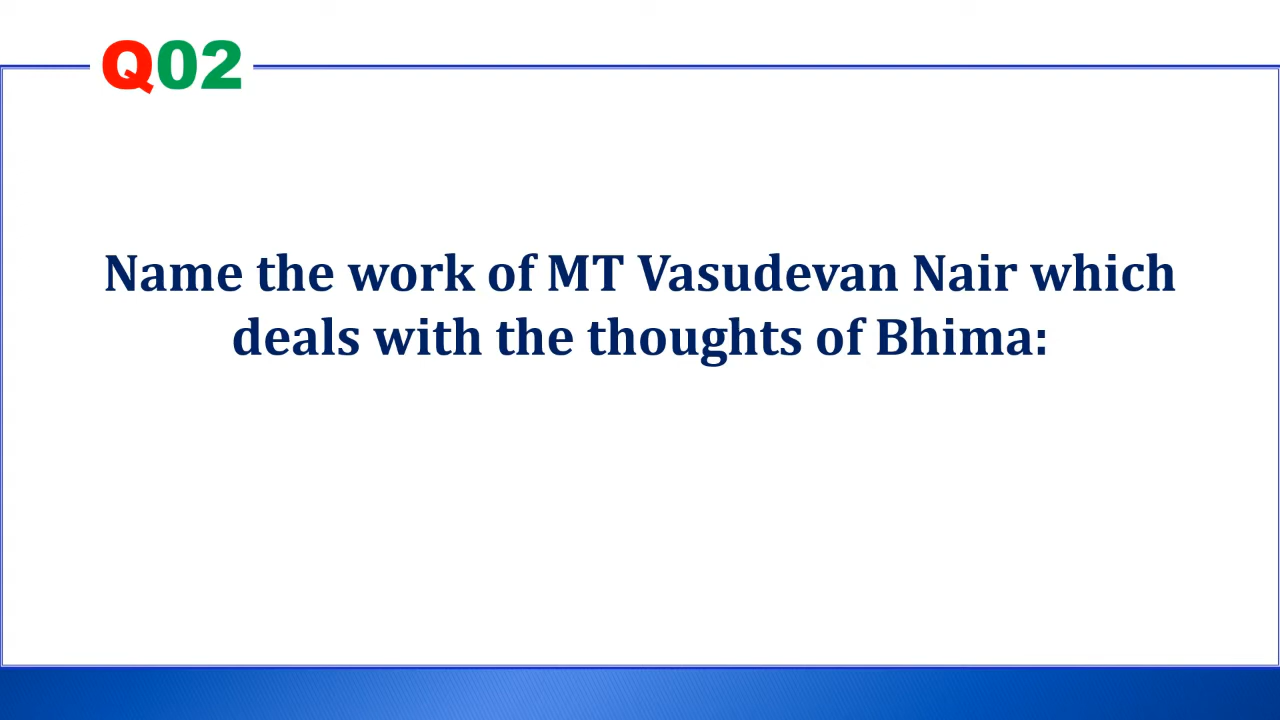 Q02
Name the work of MT Vasudevan Nair which
deals with the thoughts of Bhima: